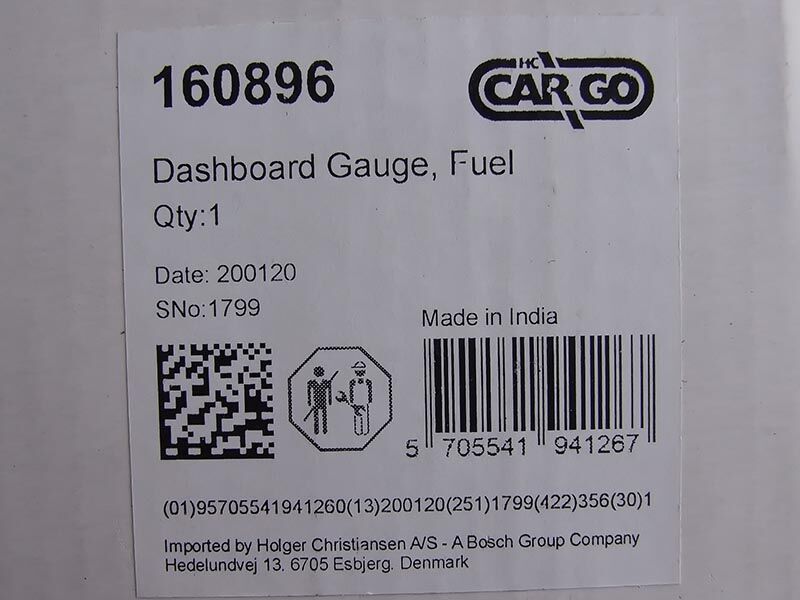 160896
HC
CARGO
Dashboard Gauge, Fuel
Qty:1
Date: 200120
SNo:1799
Made in India
5 705541 941267
(01)95705541941260(13)200120(251)1799(422)356(30)1
Imported by Holger Christiansen A/S - A Bosch Group Company
Hedelundvej 13, 6705 Esbjerg, Denmark